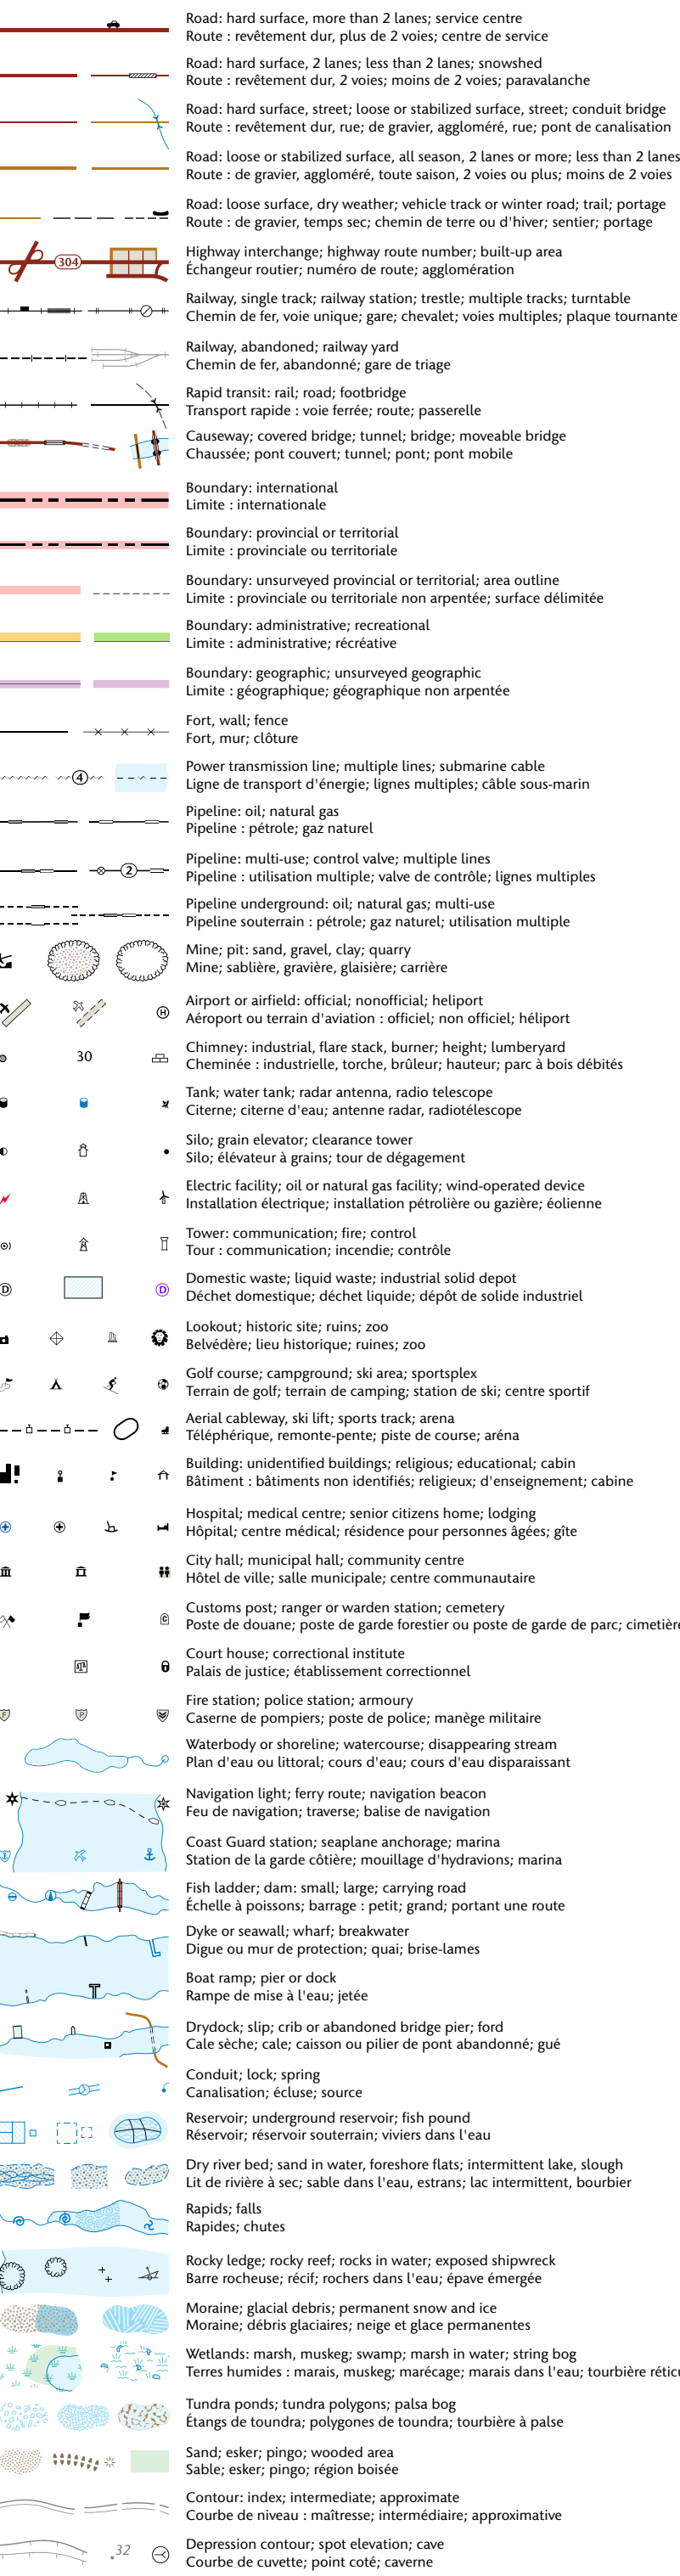 Road: hard surface, more than 2 lanes; service centre
Route : revêtement dur, plus de 2 voies; centre de service
Road: hard surface, 2 lanes; less than 2 lanes; snowshed
Route : revêtement dur, 2 voies; moins de 2 voies; paravalanche
Road: hard surface, street; loose or stabilized surface, street; conduit bridge
Route : revêtement dur, rue; de gravier, aggloméré, rue; pont de canalisation
Road: loose or stabilized surface, all season, 2 lanes or more; less than 2 lanes
Route : de gravier, aggloméré, toute saison, 2 voies ou plus; moins de 2 voies
Road: loose surface, dry weather; vehicle track or winter road; trail; portage
Route : de gravier, temps sec; chemin de terre ou d'hiver; sentier; portage
304
Highway interchange; highway route number; built-up area
Échangeur routier; numéro de route; agglomération
Railway, single track; railway station; trestle; multiple tracks; turntable
Chemin de fer, voie unique; gare; chevalet; voies multiples; plaque tournante
Railway, abandoned; railway yard
Chemin de fer, abandonné; gare de triage
Rapid transit: rail; road; footbridge
Transport rapide : voie ferrée; route; passerelle
Causeway; covered bridge; tunnel; bridge; moveable bridge
Chaussée; pont couvert; tunnel; pont; pont mobile
Boundary: international
Limite : internationale
Boundary: provincial or territorial
Limite : provinciale ou territoriale
Boundary: unsurveyed provincial or territorial; area outline
Limite : provinciale ou territoriale non arpentée; surface délimitée
Boundary: administrative; recreational
Limite : administrative; récréative
Boundary: geographic; unsurveyed geographic
Limite : géographique; géographique non arpentée
Fort, wall; fence
Fort, mur; clôture
4
Power transmission line; multiple lines; submarine cable
Ligne de transport d'énergie; lignes multiples; câble sous-marin
Pipeline: oil; natural gas
Pipeline : pétrole; gaz naturel
2
Pipeline: multi-use; control valve; multiple lines
Pipeline : utilisation multiple; valve de contrôle; lignes multiples
Pipeline underground: oil; natural gas; multi-use
Pipeline souterrain : pétrole; gaz naturel; utilisation multiple
Mine; pit: sand, gravel, clay; quarry
Mine; sablière, gravière, glaisière; carrière
H
Airport or airfield: official; nonofficial; heliport
Aéroport ou terrain d'aviation : officiel; non officiel; héliport
30
Chimney: industrial, flare stack, burner; height; lumberyard
Cheminée : industrielle, torche, brûleur; hauteur; parc à bois débités
Tank; water tank; radar antenna, radio telescope
Citerne; citerne d'eau; antenne radar, radiotélescope
Silo; grain elevator; clearance tower
Silo; élévateur à grains; tour de dégagement
Electric facility; oil or natural gas facility; wind-operated device
Installation électrique; installation pétrolière ou gazière; éolienne
Tower: communication; fire; control
Tour : communication; incendie; contrôle
D D
Domestic waste; liquid waste; industrial solid depot
Déchet domestique; déchet liquide; dépôt de solide industriel
Lookout; historic site; ruins; zoo
Belvédère; lieu historique; ruines; zoo
Golf course; campground; ski area; sportsplex
Terrain de golf; terrain de camping; station de ski; centre sportif
Aerial cableway, ski lift; sports track; arena
Téléphérique, remonte-pente; piste de course; aréna
Building: unidentified buildings; religious; educational; cabin
Bâtiment : bâtiments non identifiés; religieux; d'enseignement; cabine
Hospital; medical centre; senior citizens home; lodging
Hôpital; centre médical; résidence pour personnes âgées; gîte
City hall; municipal hall; community centre
Hôtel de ville; salle municipale; centre communautaire
C
Customs post; ranger or warden station; cemetery
Poste de douane; poste de garde forestier ou poste de garde de parc; cimetière
Court house; correctional institute
Palais de justice; établissement correctionnel
F P
Fire station; police station; armoury
Caserne de pompiers; poste de police; manège militaire
Waterbody or shoreline; watercourse; disappearing stream
Plan d'eau ou littoral; cours d'eau; cours d'eau disparaissant
Navigation light; ferry route; navigation beacon
Feu de navigation; traverse; balise de navigation
Coast Guard station; seaplane anchorage; marina
Station de la garde côtière; mouillage d'hydravions; marina
Fish ladder; dam: small; large; carrying road
Échelle à poissons; barrage : petit; grand; portant une route
Dyke or seawall; wharf; breakwater
Digue ou mur de protection; quai; brise-lames
Boat ramp; pier or dock
Rampe de mise à l'eau; jetée
Drydock; slip; crib or abandoned bridge pier; ford
Cale sèche; cale; caisson ou pilier de pont abandonné; gué
Conduit; lock; spring
Canalisation; écluse; source
Reservoir; underground reservoir; fish pound
Réservoir; réservoir souterrain; viviers dans l'eau
Dry river bed; sand in water, foreshore flats; intermittent lake, slough
Lit de rivière à sec; sable dans l'eau, estrans; lac intermittent, bourbier
Rapids; falls
Rapides; chutes
Rocky ledge; rocky reef; rocks in water; exposed shipwreck
Barre rocheuse; récif; rochers dans l'eau; épave émergée
Moraine; glacial debris; permanent snow and ice
Moraine; débris glaciaires; neige et glace permanentes
Wetlands: marsh, muskeg; swamp; marsh in water; string bog
Terres humides : marais, muskeg; marécage; marais dans l'eau; tourbière réticu
Tundra ponds; tundra polygons; palsa bog
Étangs de toundra; polygones de toundra; tourbière à palse
Sand; esker; pingo; wooded area
Sable; esker; pingo; région boisée
Contour: index; intermediate; approximate
Courbe de niveau : maîtresse; intermédiaire; approximative
32
Depression contour; spot elevation; cave
Courbe de cuvette; point coté; caverne